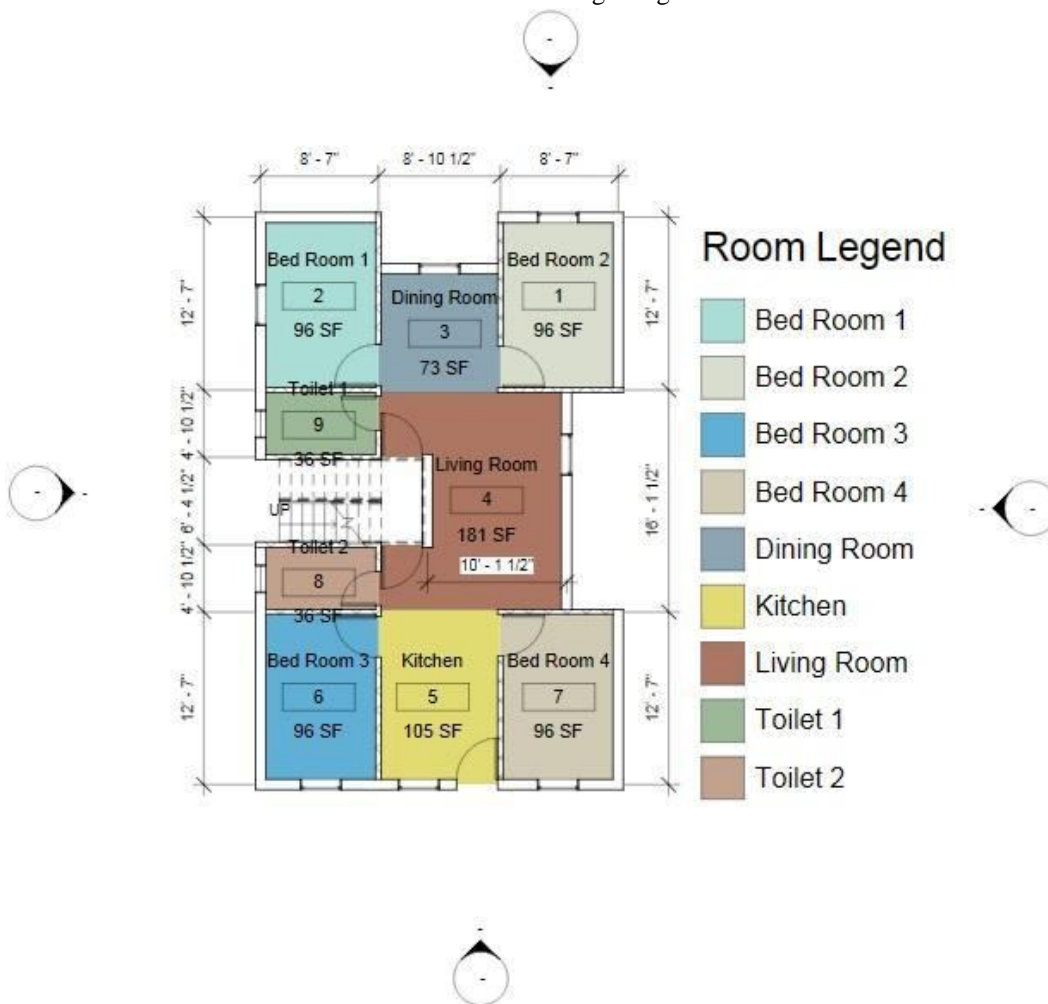 8' - 7"
8' - 10 1/2"
8' - 7"
12' - 7"
4' - 10 1/2"
6' - 4 1/2"
4' - 10 1/2"
12' - 7"
12' - 7"
16' - 1 1/2"
12' - 7"
Bed Room 1
2
96 SF
Dining Room
3
73 SF
Bed Room 2
1
96 SF
Toilet 1
9
36 SF
Living Room
4
181 SF
10' - 1 1/2"
UP
Toilet 2
8
36 SF
Bed Room 3
6
96 SF
Kitchen
5
105 SF
Bed Room 4
7
96 SF
Room Legend
Bed Room 1
Bed Room 2
Bed Room 3
Bed Room 4
Dining Room
Kitchen
Living Room
Toilet 1
Toilet 2